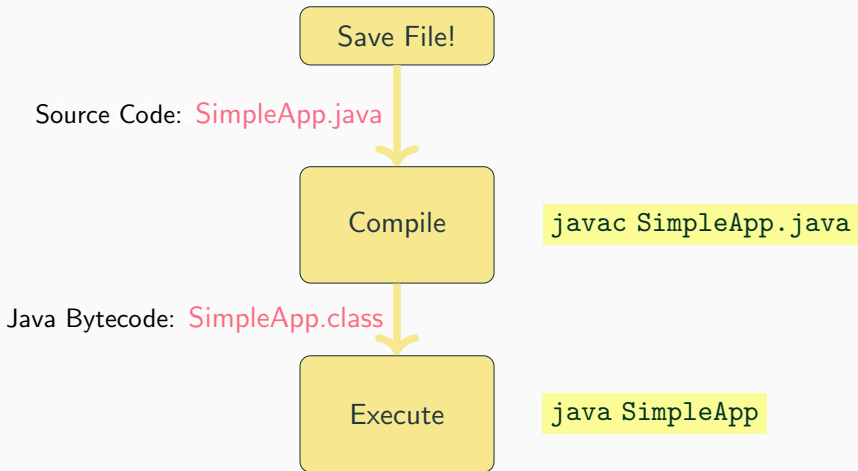 Save File!
Source Code: SimpleApp.java
Compile
javac SimpleApp.java
Java Bytecode: SimpleApp.class
Execute
java SimpleApp